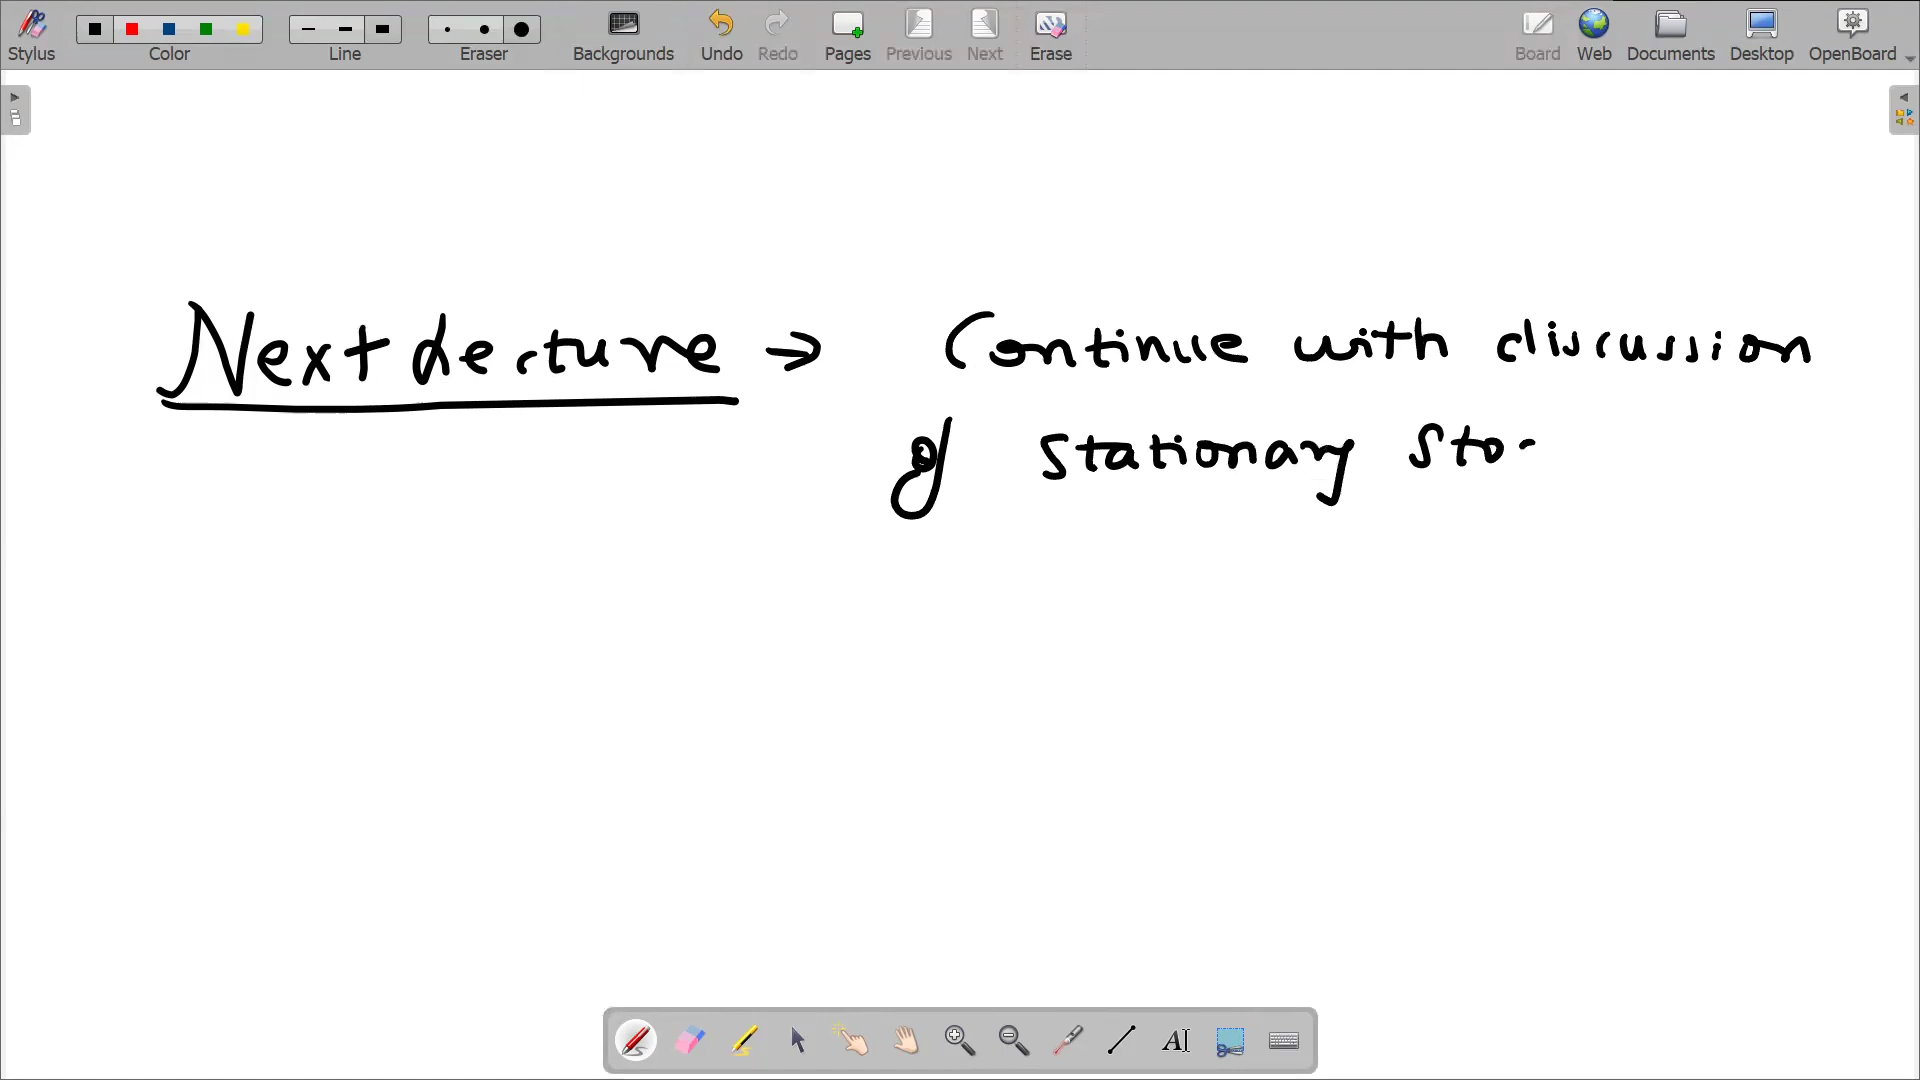 Stylus Color Line Eraser Backgrounds Undo Redo Pages Previous Next Erase Board Web Documents Desktop OpenBoard
Next Lecture → Continue with discussion
of stationary sto